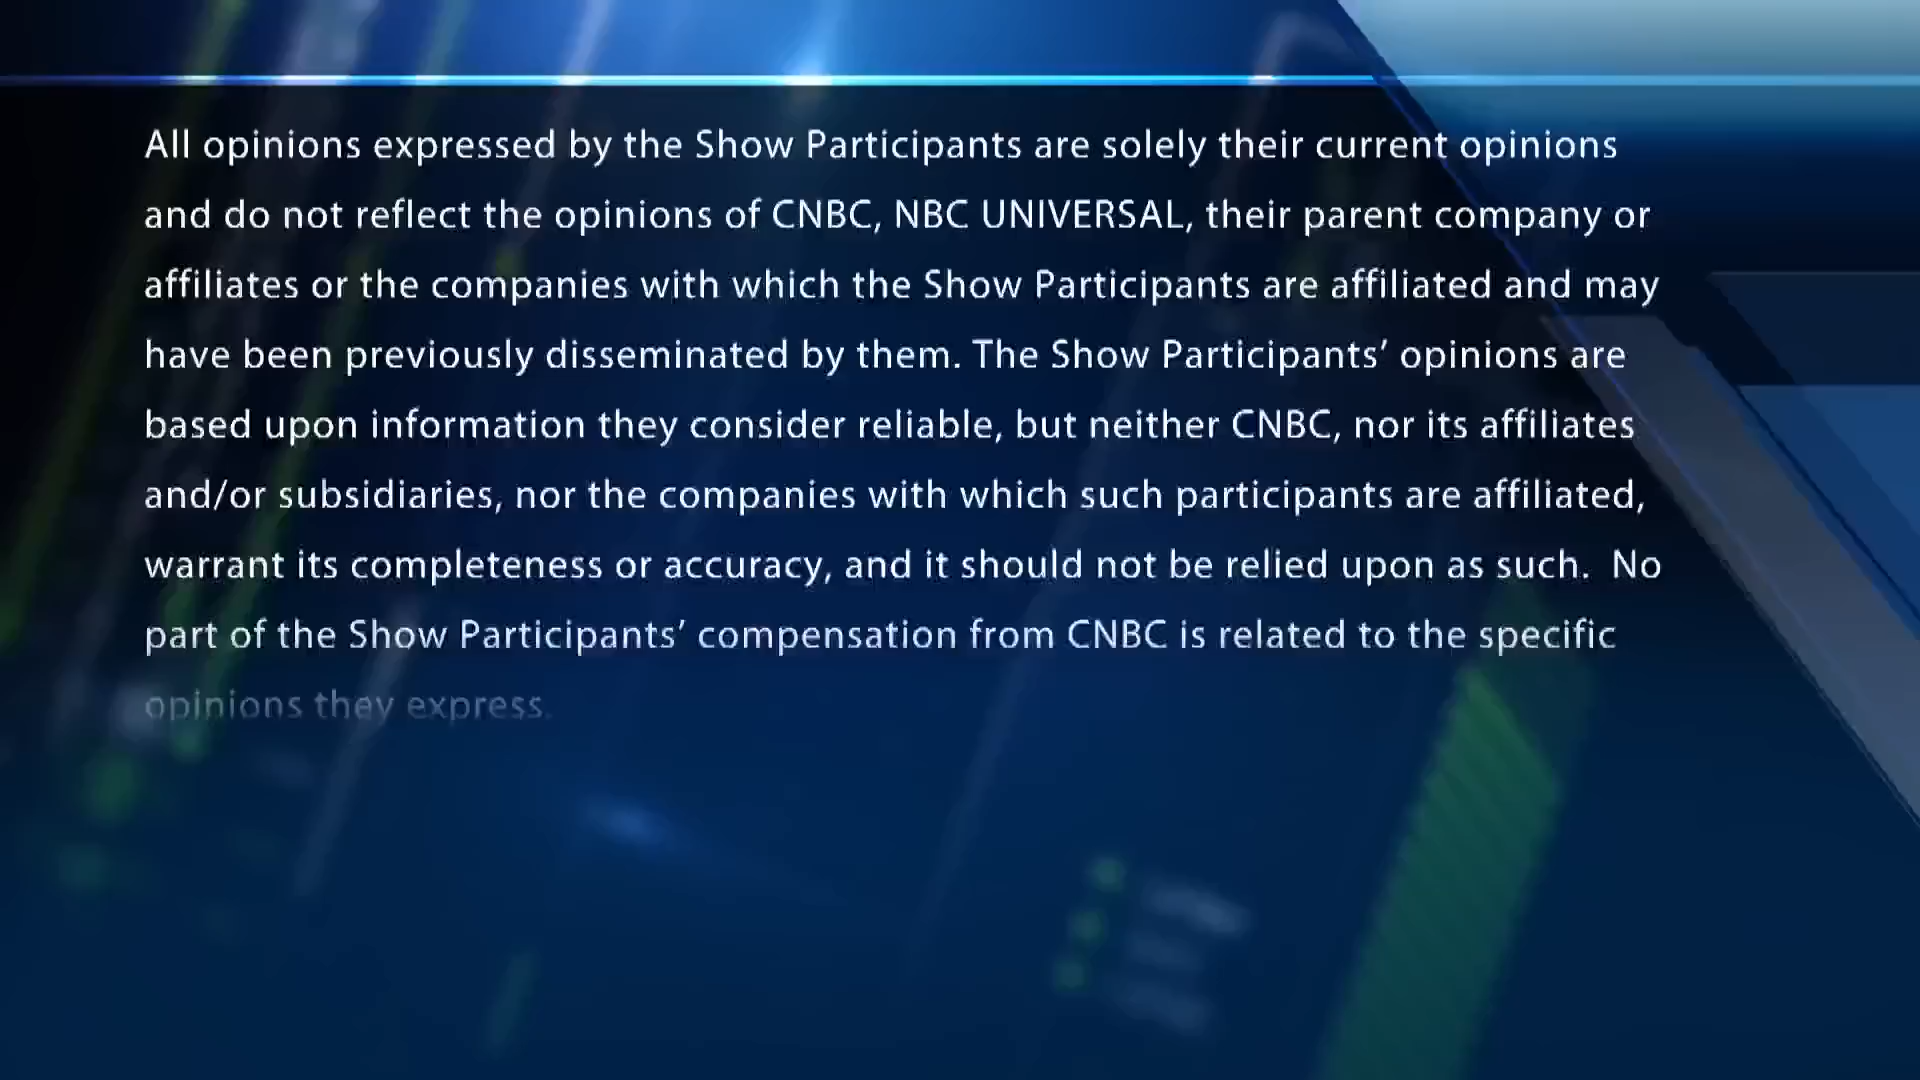 All opinions expressed by the Show Participants are solely their current opinions
and do not reflect the opinions of CNBC, NBC UNIVERSAL, their parent company or
affiliates or the companies with which the Show Participants are affiliated and may
have been previously disseminated by them. The Show Participants’ opinions are
based upon information they consider reliable, but neither CNBC, nor its affiliates
and/or subsidiaries, nor the companies with which such participants are affiliated,
warrant its completeness or accuracy, and it should not be relied upon as such.  No
part of the Show Participants’ compensation from CNBC is related to the specific
opinions they express.